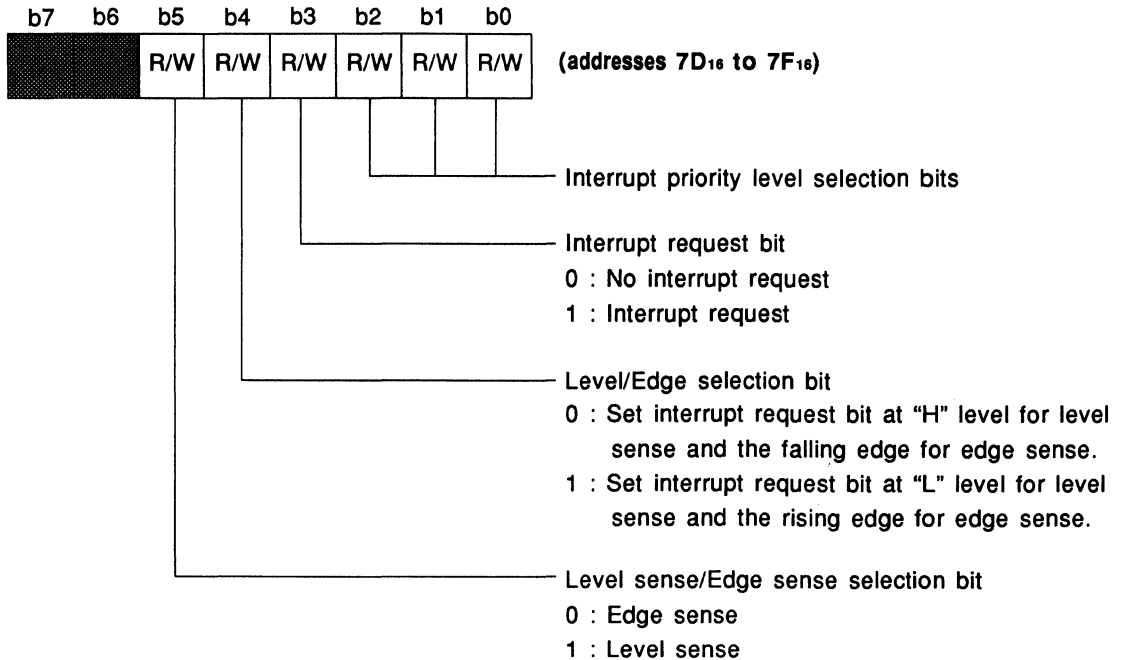 b7 b6 b5 b4 b3 b2 b1 b0
R/W R/W R/W R/W R/W R/W (addresses 7D₁₆ to 7F₁₆)
Interrupt priority level selection bits
Interrupt request bit
0 : No interrupt request
1 : Interrupt request
Level/Edge selection bit
0 : Set interrupt request bit at “H” level for level
sense and the falling edge for edge sense.
1 : Set interrupt request bit at “L” level for level
sense and the rising edge for edge sense.
Level sense/Edge sense selection bit
0 : Edge sense
1 : Level sense